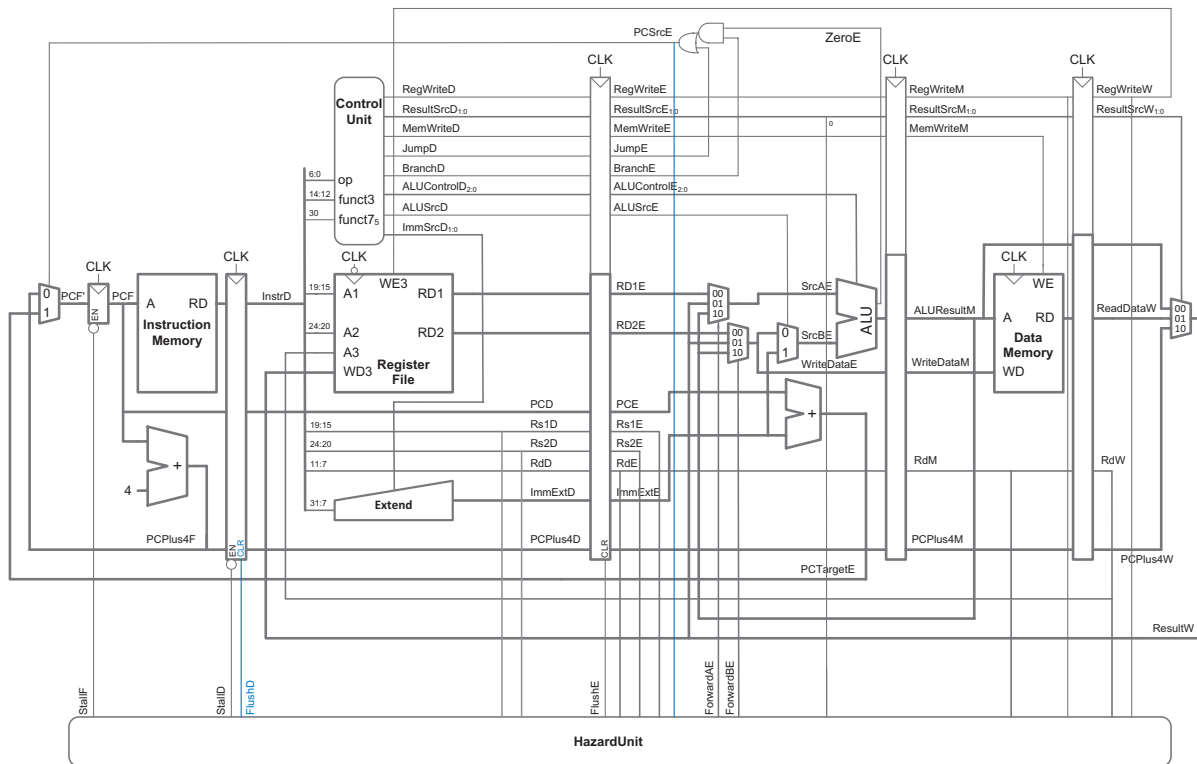 PCSrcE
ZeroE
CLK
CLK
CLK
CLK
Control
Unit
RegWriteD
RegWriteE
RegWriteM
RegWriteW
ResultSrcD1:0
ResultSrcE1:0
ResultSrcM1:0
ResultSrcW1:0
0
MemWriteD
MemWriteE
MemWriteM
JumpD
JumpE
BranchD
BranchE
6:0
op
ALUControlD2:0
ALUControlE2:0
14:12
funct3
ALUSrcD
ALUSrcE
30
funct75
ImmSrcD1:0
CLK
CLK
CLK
CLK
0
1
PCF'
EN
PCF
A
RD
Instruction
Memory
InstrD
19:15
A1
WE3
RD1
24:20
A2
RD2
A3
WD3
Register
File
RD1E
RD2E
00
01
10
00
01
10
0
1
SrcAE
SrcBE
ALU
WriteDataE
ALUResultM
WriteDataM
WE
A
RD
Data
Memory
WD
ReadDataW
00
01
10
PCD
PCE
+
19:15
Rs1D
Rs1E
24:20
Rs2D
Rs2E
11:7
RdD
RdE
RdM
RdW
+
4
31:7
Extend
ImmExtD
ImmExtE
PCPlus4F
EN
CLR
PCPlus4D
CLR
PCPlus4M
PCPlus4W
PCTargetE
ResultW
StallF
StallD
FlushD
FlushE
ForwardAE
ForwardBE
HazardUnit